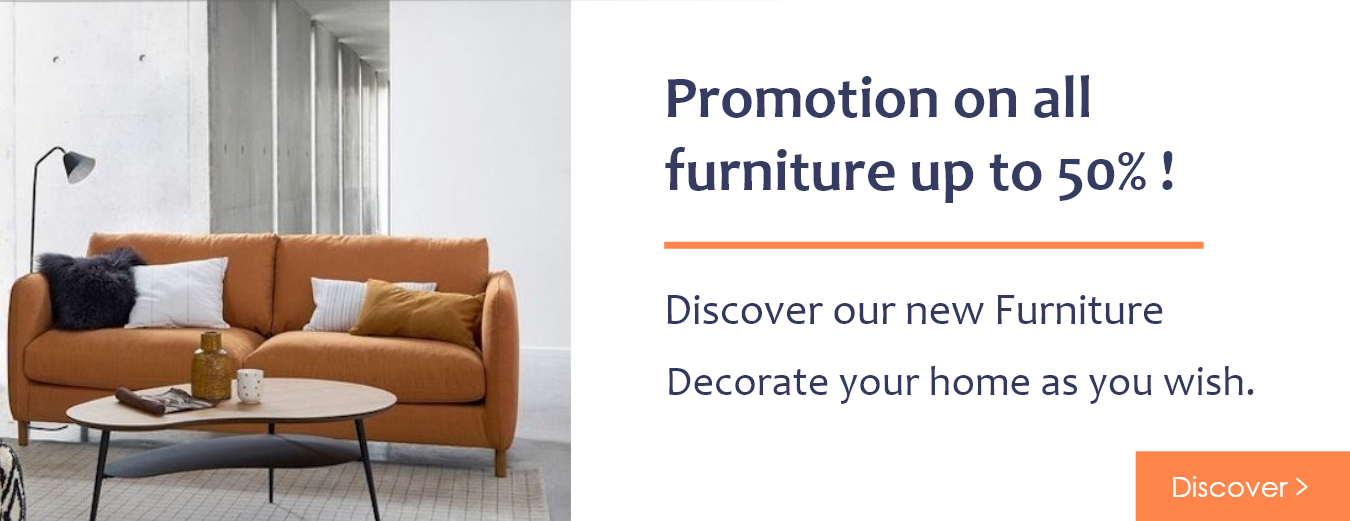 Promotion on all
furniture up to 50% !
Discover our new Furniture
Decorate your home as you wish.
Discover >